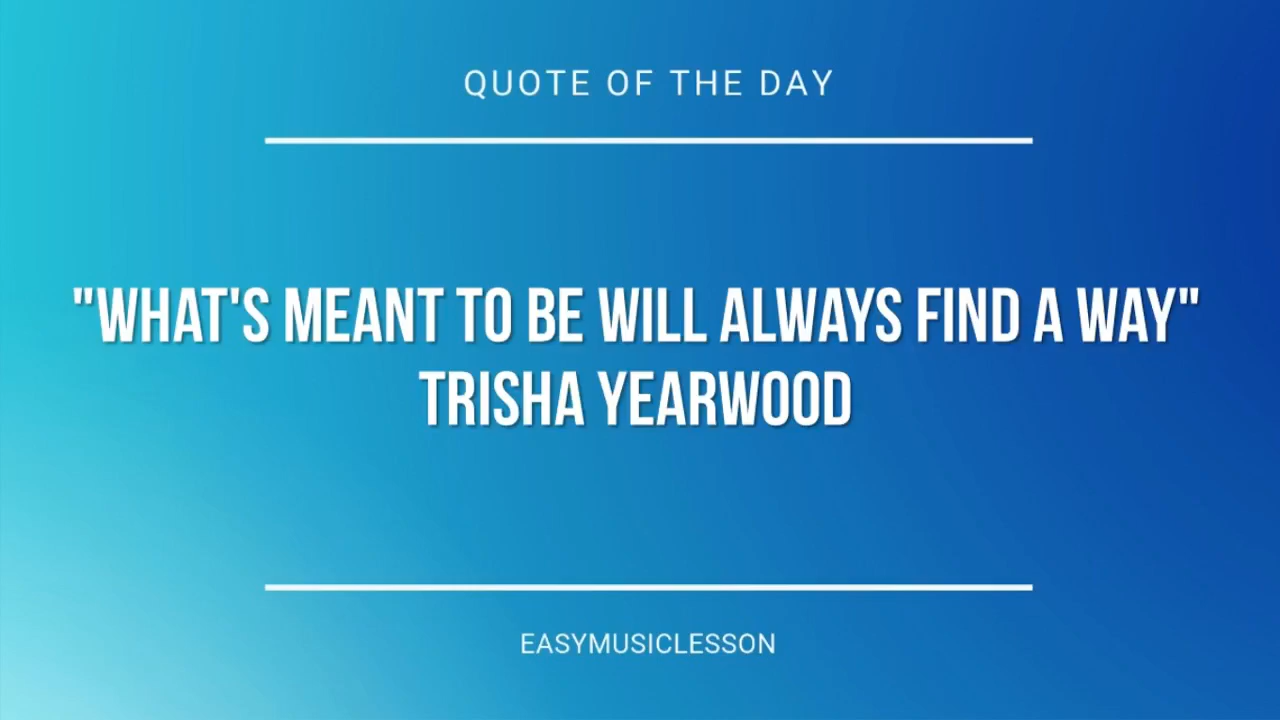 QUOTE OF THE DAY
"WHAT'S MEANT TO BE WILL ALWAYS FIND A WAY"
TRISHA YEARWOOD
EASYMUSICLESSON